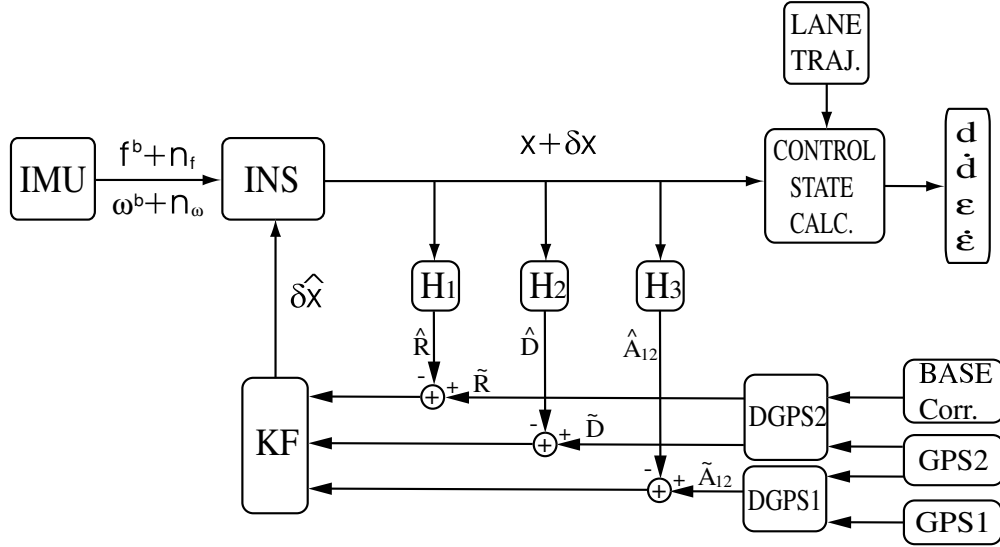 LANE
TRAJ.
IMU
f^b+n_f
ω^b+n_ω
INS
x+δx
CONTROL
STATE
CALC.
d
ḋ
ε
ε̇
δx̂
H1
H2
H3
R̂
D̂
Â12
- + R̃
- + D̃
- + Ã12
+
+
+
KF
DGPS2
DGPS1
BASE
Corr.
GPS2
GPS1